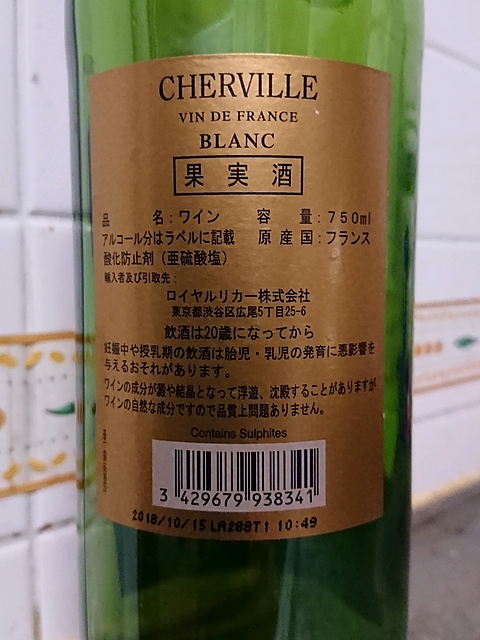 CHERVILLE
VIN DE FRANCE
BLANC
果実酒
品 名：ワイン 容 量：750ml
アルコール分はラベルに記載 原産国：フランス
酸化防止剤（亜硫酸塩）
輸入者及び引取先：
ロイヤルリカー株式会社
東京都渋谷区広尾5丁目25-6
飲酒は20歳になってから
妊娠中や授乳期の飲酒は胎児・乳児の発育に悪影響を
与えるおそれがあります。
ワインの成分が澱や結晶となって浮遊、沈殿することがありますが
ワインの自然な成分ですので品質上問題ありません。
Contains Sulphites
3 429679 938341
2018/10/15 LA288T1 10:49